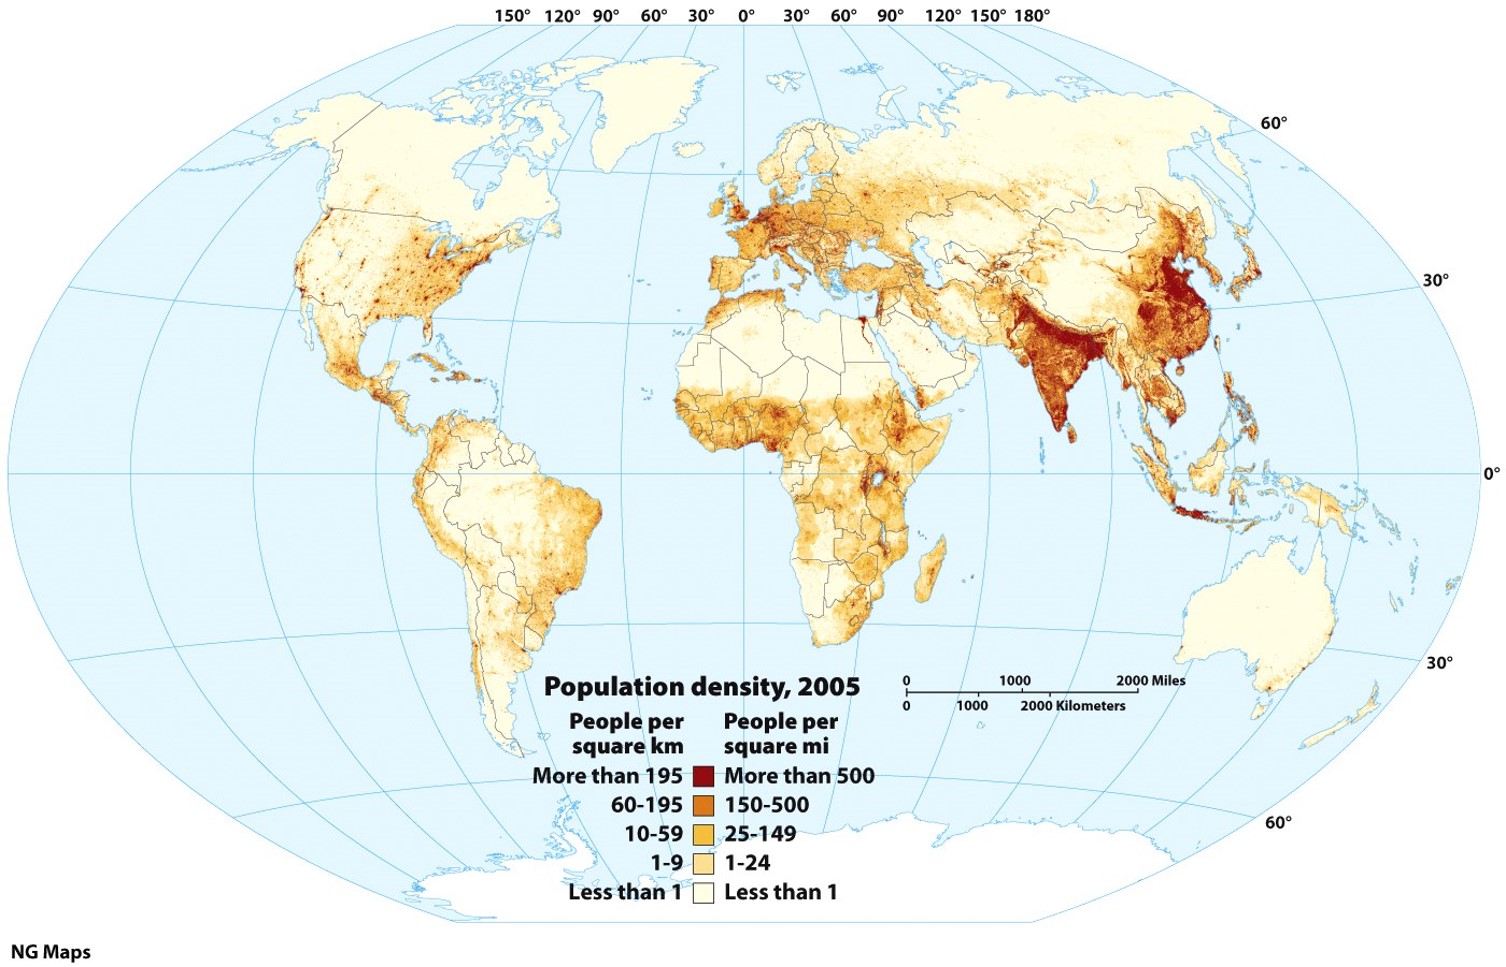 150° 120° 90° 60° 30° 0° 30° 60° 90° 120° 150° 180°
60°
30°
0°
30°
60°
Population density, 2005
0 1000 2000 Miles
0 1000 2000 Kilometers
People per square km
People per square mi
More than 195 More than 500
60-195 150-500
10-59 25-149
1-9 1-24
Less than 1 Less than 1
NG Maps